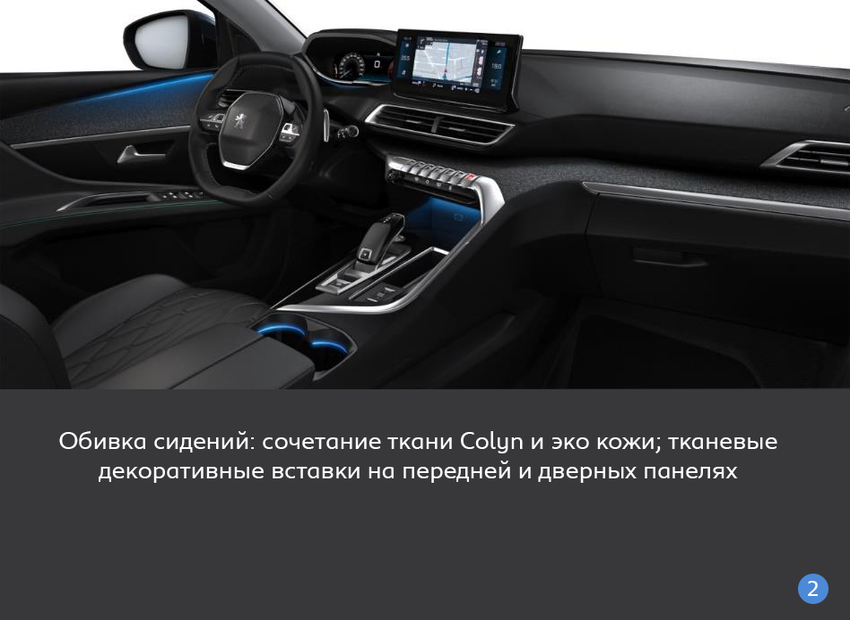 Обивка сидений: сочетание ткани Colyn и эко кожи; тканевые
декоративные вставки на передней и дверных панелях
2